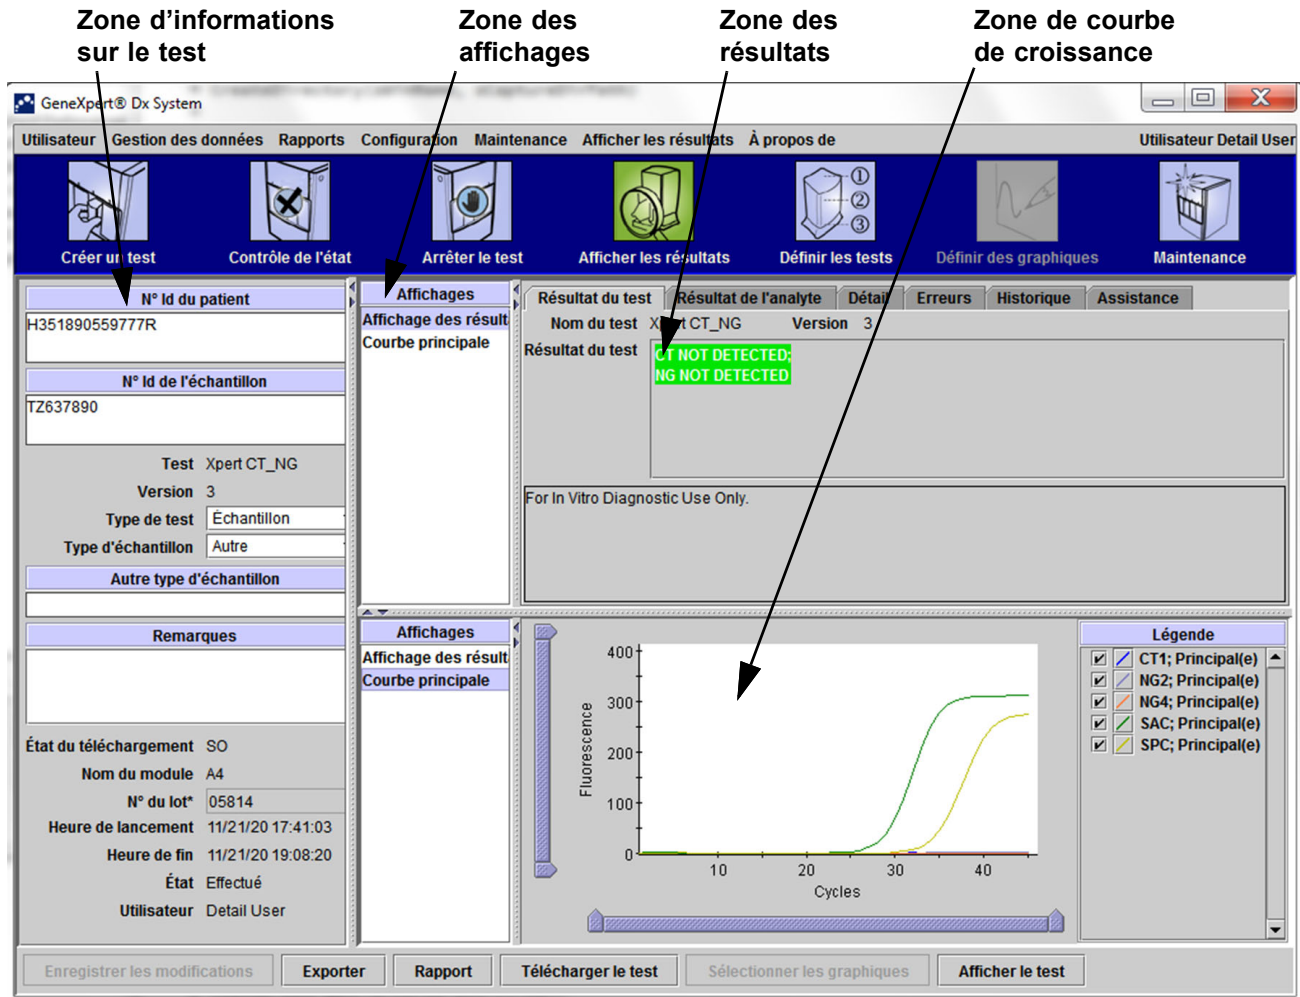 Zone d'informations
sur le test
Zone des
affichages
Zone des
résultats
Zone de courbe
de croissance
GeneXpert® Dx System
Utilisateur Gestion des données Rapports Configuration Maintenance Afficher les résultats À propos de Utilisateur Detail User
① ② ③
Créer un test Contrôle de l'état Arrêter le test Afficher les résultats Définir les tests Définir des graphiques Maintenance
N° Id du patient
H351890559777R
N° Id de l'échantillon
TZ637890
Test Xpert CT_NG
Version 3
Type de test Échantillon
Type d'échantillon Autre
Autre type d'échantillon
Remarques
État du téléchargement SO
Nom du module A4
N° du lot* 05814
Heure de lancement 11/21/20 17:41:03
Heure de fin 11/21/20 19:08:20
État Effectué
Utilisateur Detail User
Affichages
Affichage des résult
Courbe principale
Résultat du test Résultat de l'analyte Détail Erreurs Historique Assistance
Nom du test Xpert CT_NG Version 3
Résultat du test CT NOT DETECTED;
NG NOT DETECTED
For In Vitro Diagnostic Use Only.
Affichages
Affichage des résult
Courbe principale
400
300
200
100
0
Fluorescence
10 20 30 40
Cycles
Légende
CT1; Principal(e)
NG2; Principal(e)
NG4; Principal(e)
SAC; Principal(e)
SPC; Principal(e)
Enregistrer les modifications Exporter Rapport Télécharger le test Sélectionner les graphiques Afficher le test